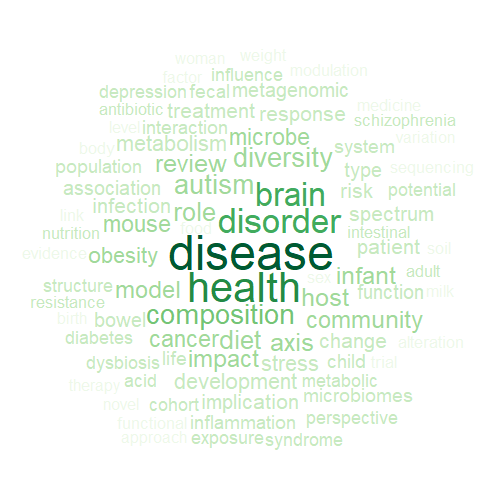 woman weight
factor influence modulation
depression fecal metagenomic
antibiotic treatment response medicine
level interaction microbe schizophrenia
body metabolism system variation
population review diversity type sequencing
association autism brain risk potential
link infection role disorder spectrum
nutrition mouse food intestinal
evidence obesity disease patient soil
structure model health sex infant adult
resistance host function milk
birth bowel composition community
diabetes cancer diet axis change alteration
dysbiosis life impact stress child trial
therapy acid development metabolic
novel cohort implication microbiomes
functional inflammation perspective
approach exposure syndrome